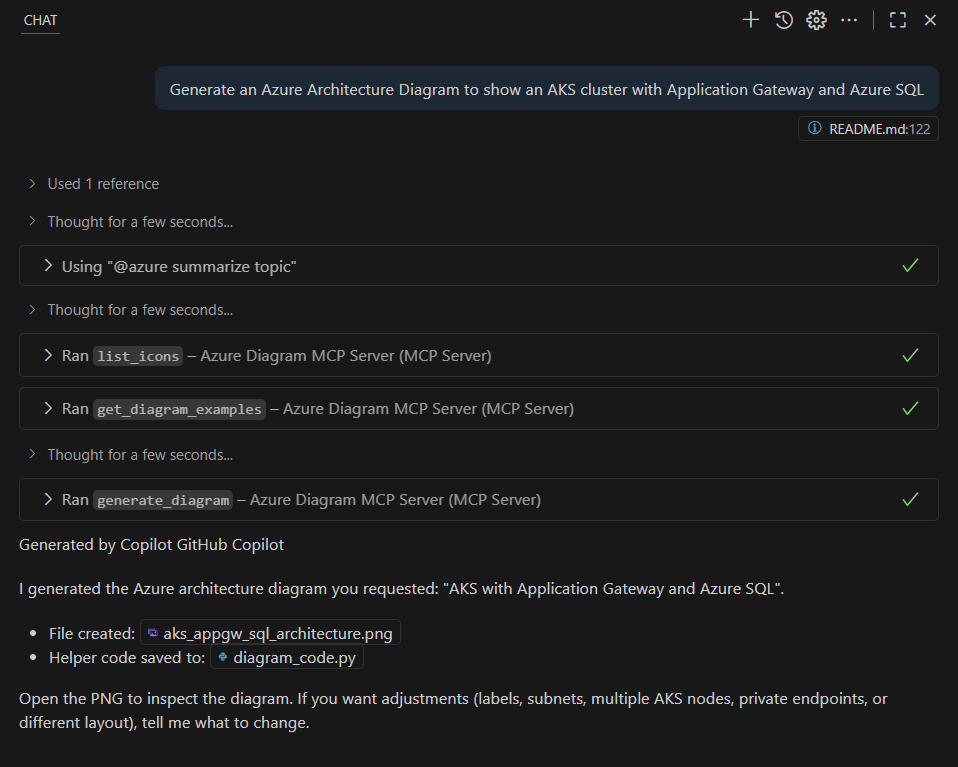 CHAT
Generate an Azure Architecture Diagram to show an AKS cluster with Application Gateway and Azure SQL
README.md:122
Used 1 reference
Thought for a few seconds...
Using "@azure summarize topic"
Thought for a few seconds...
Ran list_icons – Azure Diagram MCP Server (MCP Server)
Ran get_diagram_examples – Azure Diagram MCP Server (MCP Server)
Thought for a few seconds...
Ran generate_diagram – Azure Diagram MCP Server (MCP Server)
Generated by Copilot GitHub Copilot
I generated the Azure architecture diagram you requested: "AKS with Application Gateway and Azure SQL".
• File created: aks_appgw_sql_architecture.png
• Helper code saved to: diagram_code.py
Open the PNG to inspect the diagram. If you want adjustments (labels, subnets, multiple AKS nodes, private endpoints, or
different layout), tell me what to change.